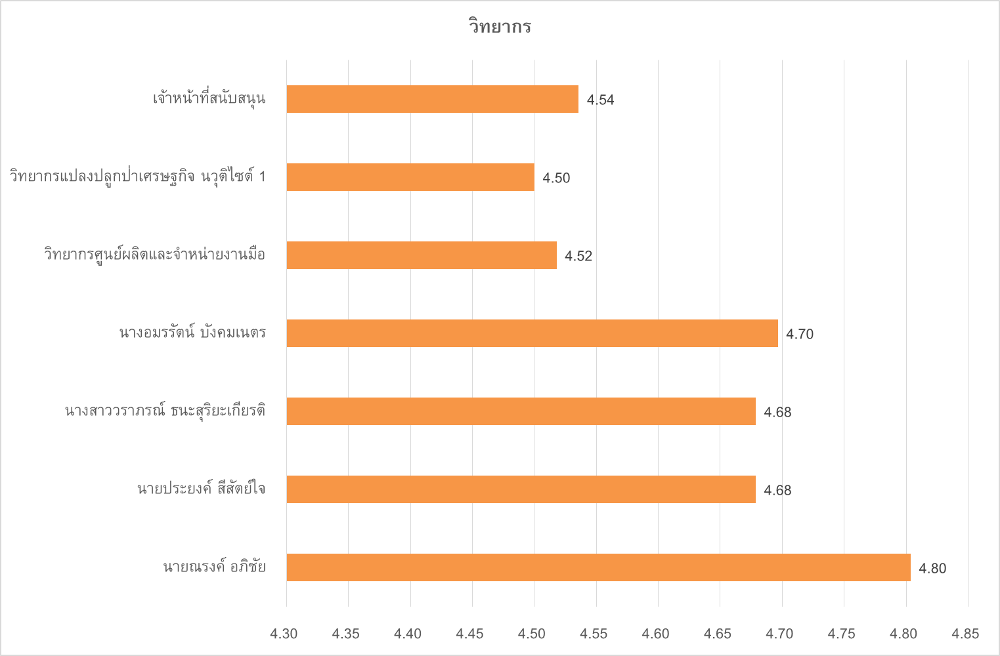 วิทยากร
เจ้าหน้าที่สนับสนุน
4.54
วิทยากรแปลงปลูกป่าเศรษฐกิจ นวุติไซต์ 1
4.50
วิทยากรศูนย์ผลิตและจำหน่ายงานมือ
4.52
นางอมรรัตน์ บังคมเนตร
4.70
นางสาววราภรณ์ ธนะสุริยะเกียรติ
4.68
นายประยงค์ สีสัตย์ใจ
4.68
นายณรงค์ อภิชัย
4.80
4.30 4.35 4.40 4.45 4.50 4.55 4.60 4.65 4.70 4.75 4.80 4.85